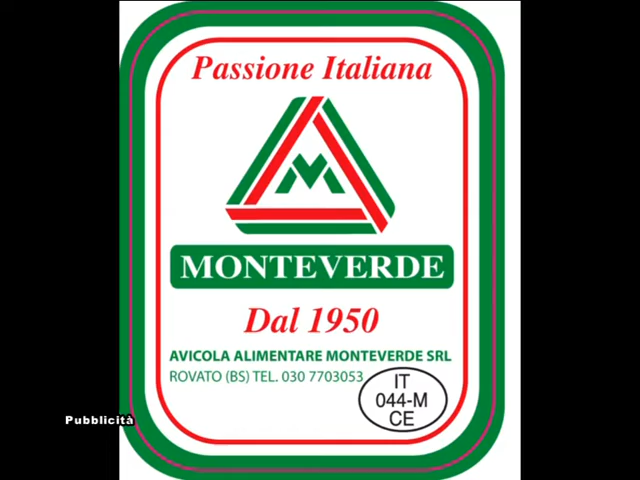 Passione Italiana
M
MONTEVERDE
Dal 1950
AVICOLA ALIMENTARE MONTEVERDE SRL
ROVATO (BS) TEL. 030 7703053
IT
044-M
CE
Pubblicità